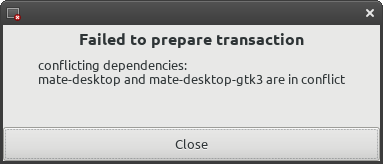 Failed to prepare transaction
conflicting dependencies:
mate-desktop and mate-desktop-gtk3 are in conflict
Close